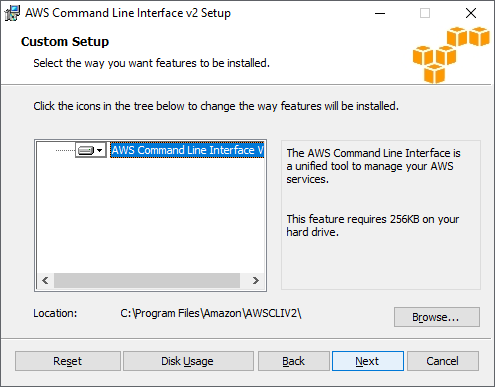 AWS Command Line Interface v2 Setup
Custom Setup
Select the way you want features to be installed.
Click the icons in the tree below to change the way features will be installed.
AWS Command Line Interface V
The AWS Command Line Interface is
a unified tool to manage your AWS
services.
This feature requires 256KB on your
hard drive.
Location: C:\Program Files\Amazon\AWSCLIV2\
Browse...
Reset Disk Usage Back Next Cancel